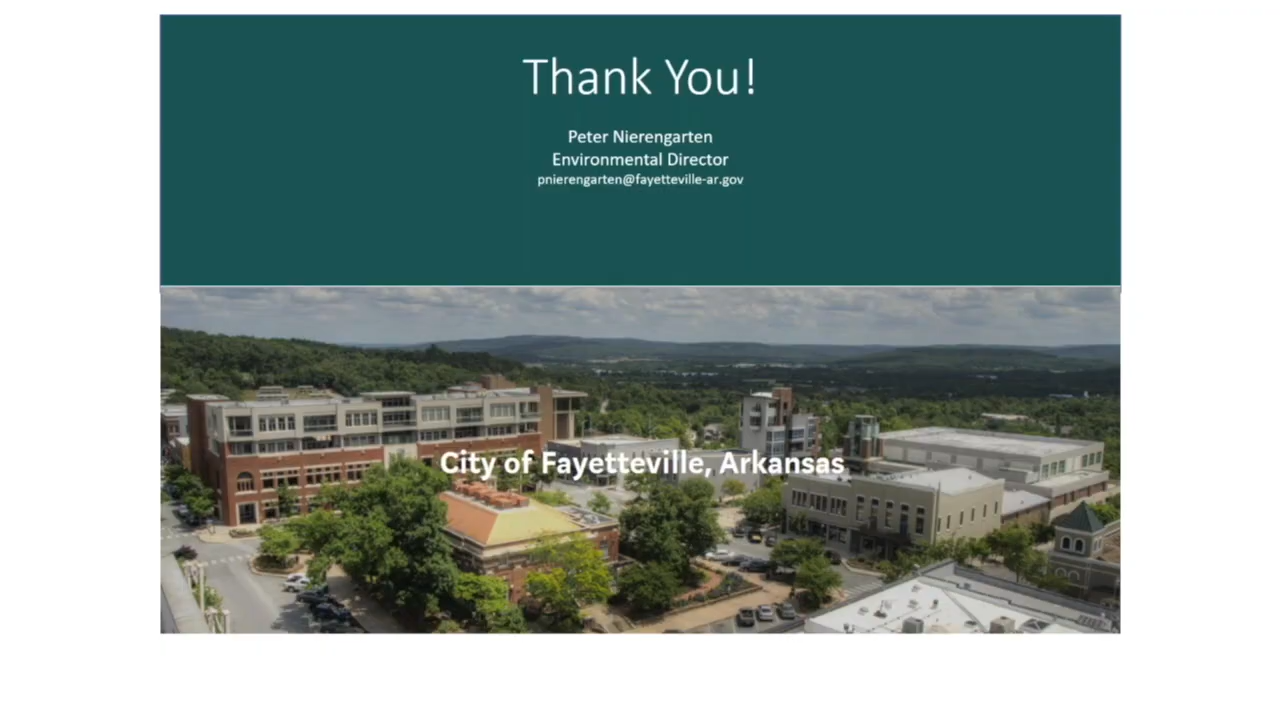 Thank You!
Peter Nierengarten
Environmental Director
pnierengarten@fayetteville-ar.gov
City of Fayetteville, Arkansas